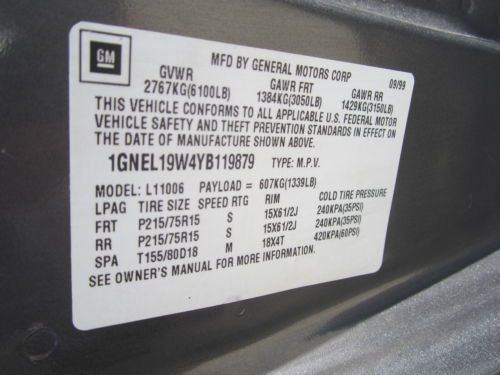 GM
MFD BY GENERAL MOTORS CORP 09/99
GVWR GAWR FRT GAWR RR
2767KG(6100LB) 1384KG(3050LB) 1429KG(3150LB)
THIS VEHICLE CONFORMS TO ALL APPLICABLE U.S. FEDERAL MOTOR
VEHICLE SAFETY AND THEFT PREVENTION STANDARDS IN EFFECT ON
THE DATE OF MANUFACTURE SHOWN ABOVE.
1GNEL19W4YB119879 TYPE: M.P.V.
MODEL: L11006 PAYLOAD = 607KG(1339LB)
LPAG TIRE SIZE SPEED RTG RIM COLD TIRE PRESSURE
FRT P215/75R15 S 15X61/2J 240KPA(35PSI)
RR P215/75R15 S 15X61/2J 240KPA(35PSI)
SPA T155/80D18 M 18X4T 420KPA(60PSI)
SEE OWNER'S MANUAL FOR MORE INFORMATION.